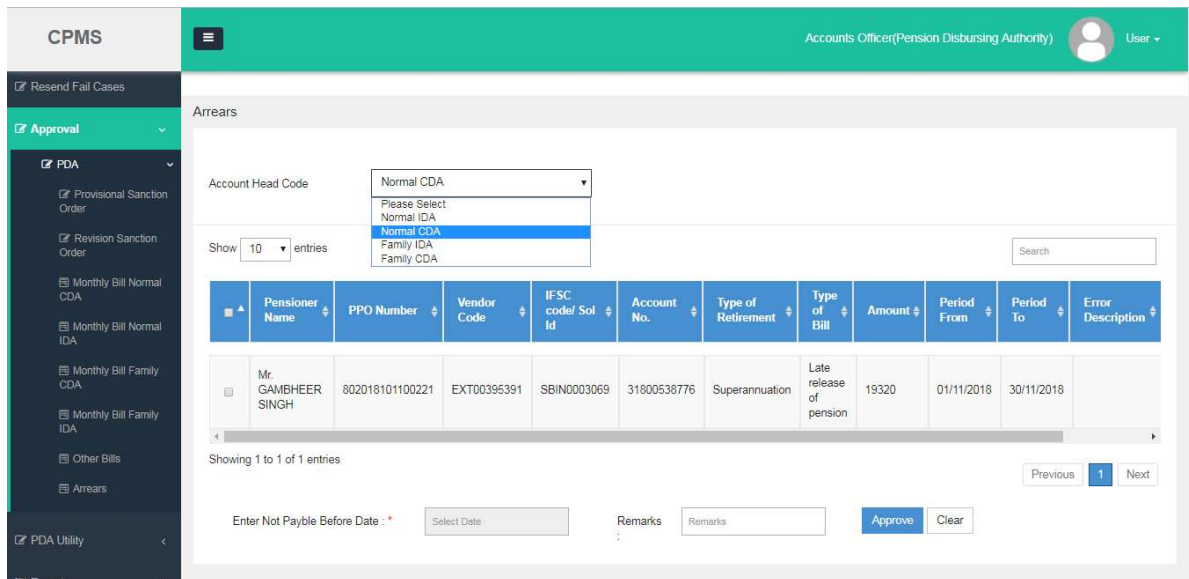 CPMS
Accounts Officer(Pension Disbursing Authority)
User
Resend Fail Cases
Approval
PDA
Provisional Sanction
Order
Revision Sanction
Order
Monthly Bill Normal
CDA
Monthly Bill Normal
IDA
Monthly Bill Family
CDA
Monthly Bill Family
IDA
Other Bills
Arrears
PDA Utility
Arrears
Account Head Code
Normal CDA
Please Select
Normal IDA
Normal CDA
Family IDA
Family CDA
Show 10 entries
Search
Pensioner Name PPO Number Vendor Code IFSC code/ Sol Id Account No. Type of Retirement Type of Bill Amount Period From Period To Error Description
Mr. GAMBHEER SINGH 802018101100221 EXT00395391 SBIN0003069 31800538776 Superannuation Late release of pension 19320 01/11/2018 30/11/2018
Showing 1 to 1 of 1 entries
Previous 1 Next
Enter Not Payble Before Date : * Select Date Remarks : Remarks Approve Clear